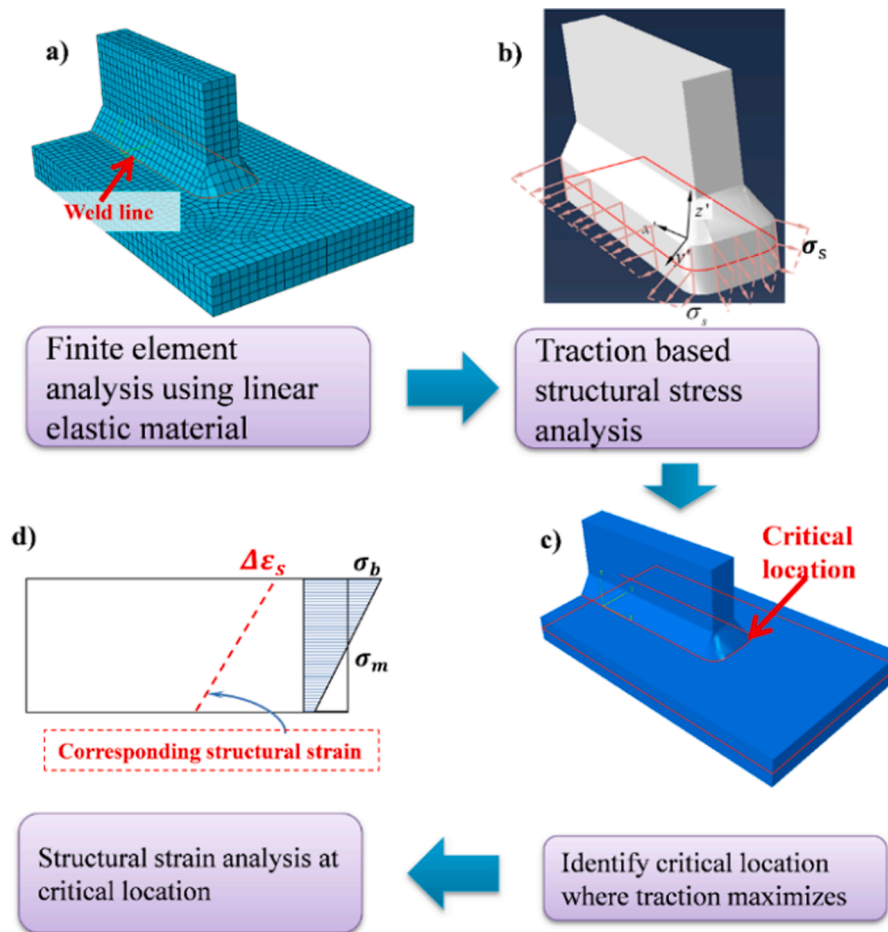 a)
Weld line
b)
z'
x'
y'
σs
σs
Finite element
analysis using linear
elastic material
Traction based
structural stress
analysis
d)
Δεs
σb
σm
Corresponding structural strain
c)
Critical
location
Structural strain analysis at
critical location
Identify critical location
where traction maximizes